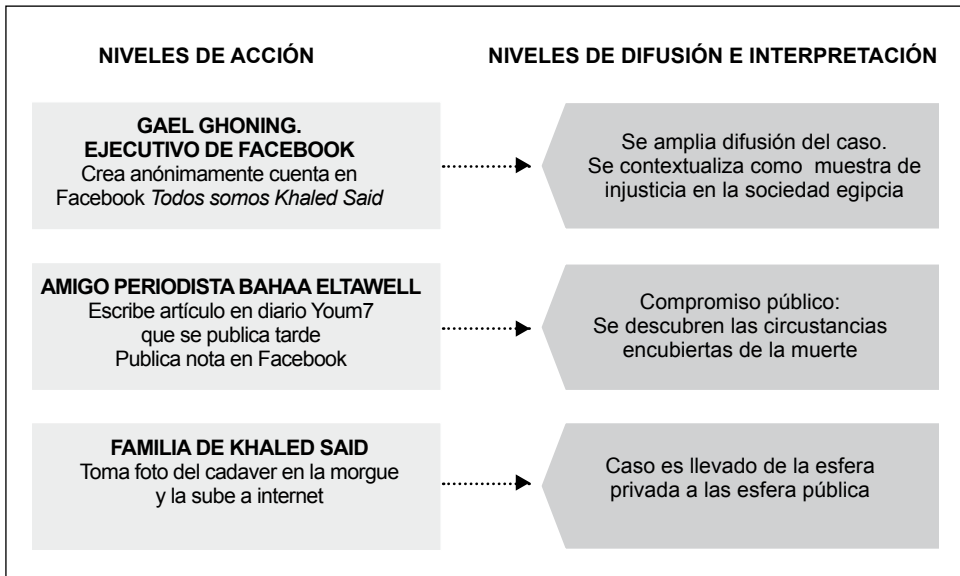 NIVELES DE ACCIÓN
NIVELES DE DIFUSIÓN E INTERPRETACIÓN
GAEL GHONING.
EJECUTIVO DE FACEBOOK
Crea anónimamente cuenta en
Facebook Todos somos Khaled Said
Se amplia difusión del caso.
Se contextualiza como muestra de
injusticia en la sociedad egipcia
AMIGO PERIODISTA BAHAA ELTAWELL
Escribe artículo en diario Youm7
que se publica tarde
Publica nota en Facebook
Compromiso público:
Se descubren las circustancias
encubiertas de la muerte
FAMILIA DE KHALED SAID
Toma foto del cadaver en la morgue
y la sube a internet
Caso es llevado de la esfera
privada a las esfera pública